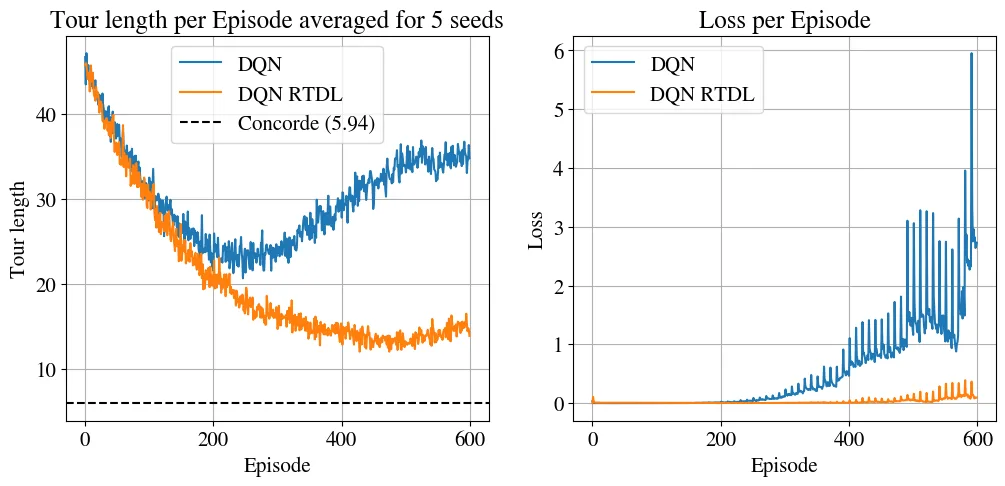 Tour length per Episode averaged for 5 seeds
DQN
DQN RTDL
Concorde (5.94)
Tour length
40
30
20
10
0
200
400
600
Episode
Loss per Episode
DQN
DQN RTDL
Loss
6
5
4
3
2
1
0
0
200
400
600
Episode